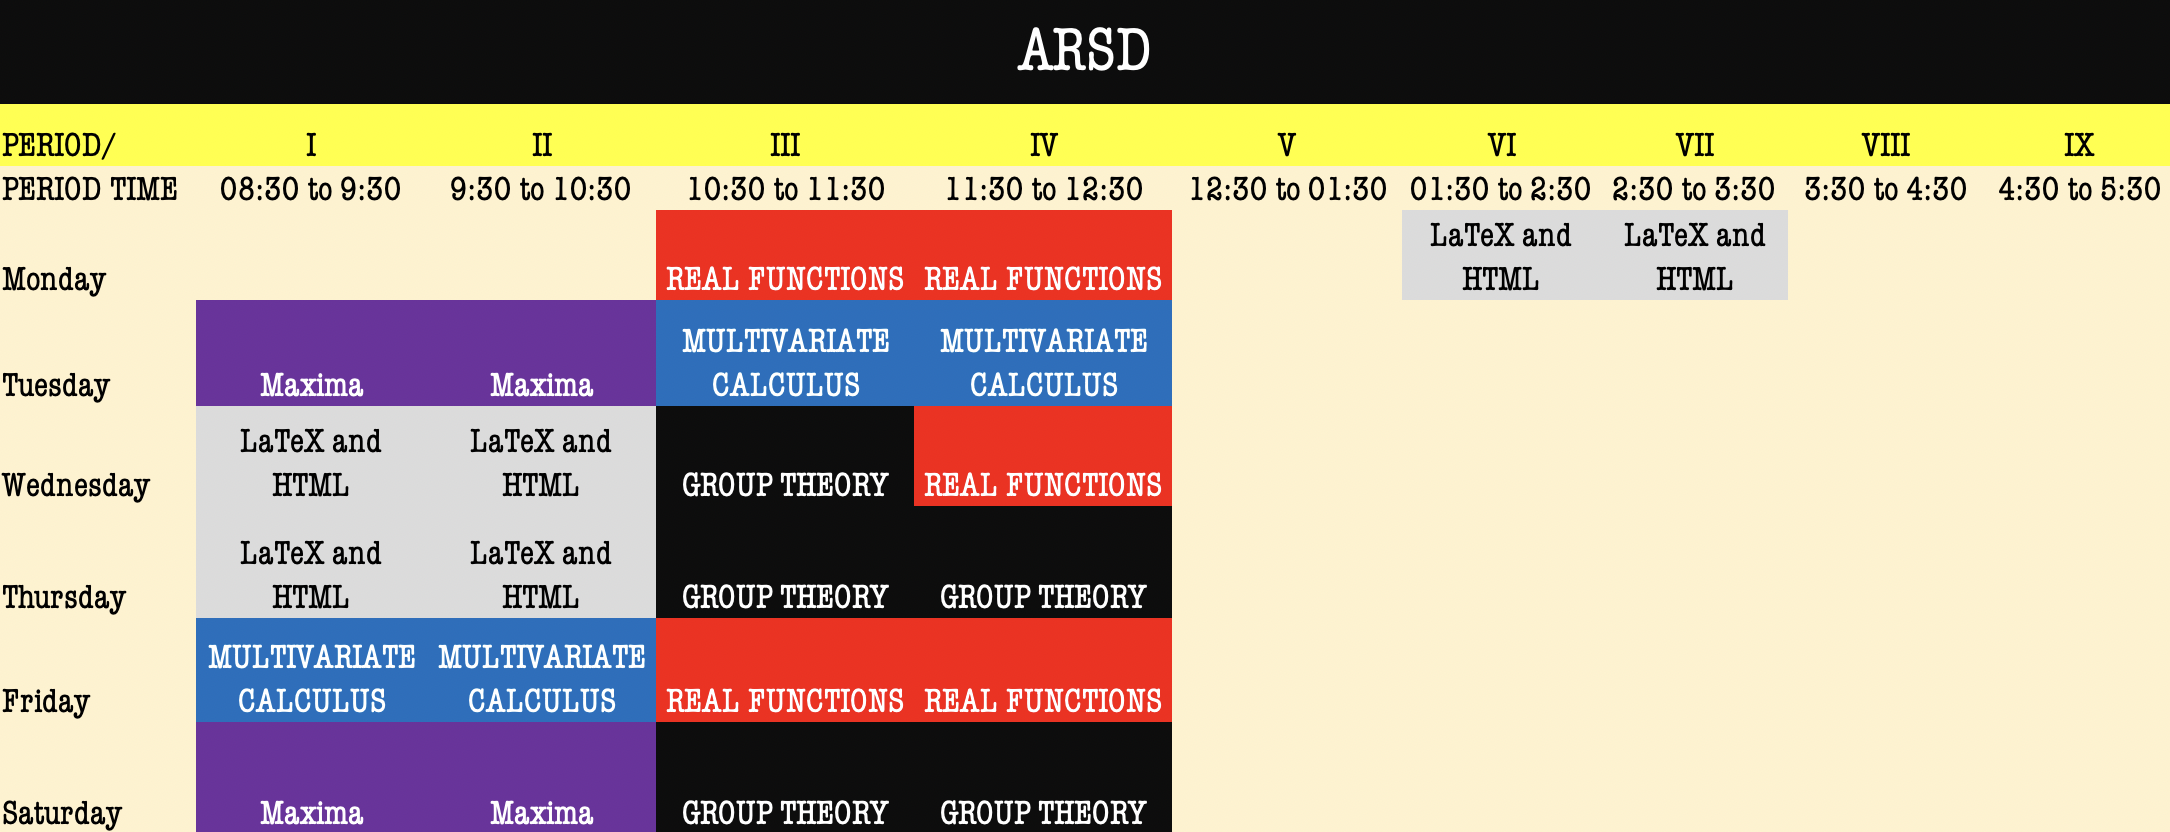 ARSD
PERIOD/ I II III IV V VI VII VIII IX
PERIOD TIME 08:30 to 9:30 9:30 to 10:30 10:30 to 11:30 11:30 to 12:30 12:30 to 01:30 01:30 to 2:30 2:30 to 3:30 3:30 to 4:30 4:30 to 5:30
LaTeX and LaTeX and
Monday REAL FUNCTIONS REAL FUNCTIONS HTML HTML
MULTIVARIATE MULTIVARIATE
Tuesday Maxima Maxima CALCULUS CALCULUS
LaTeX and LaTeX and
Wednesday HTML HTML GROUP THEORY REAL FUNCTIONS
LaTeX and LaTeX and
Thursday HTML HTML GROUP THEORY GROUP THEORY
MULTIVARIATE MULTIVARIATE
Friday CALCULUS CALCULUS REAL FUNCTIONS REAL FUNCTIONS
Saturday Maxima Maxima GROUP THEORY GROUP THEORY